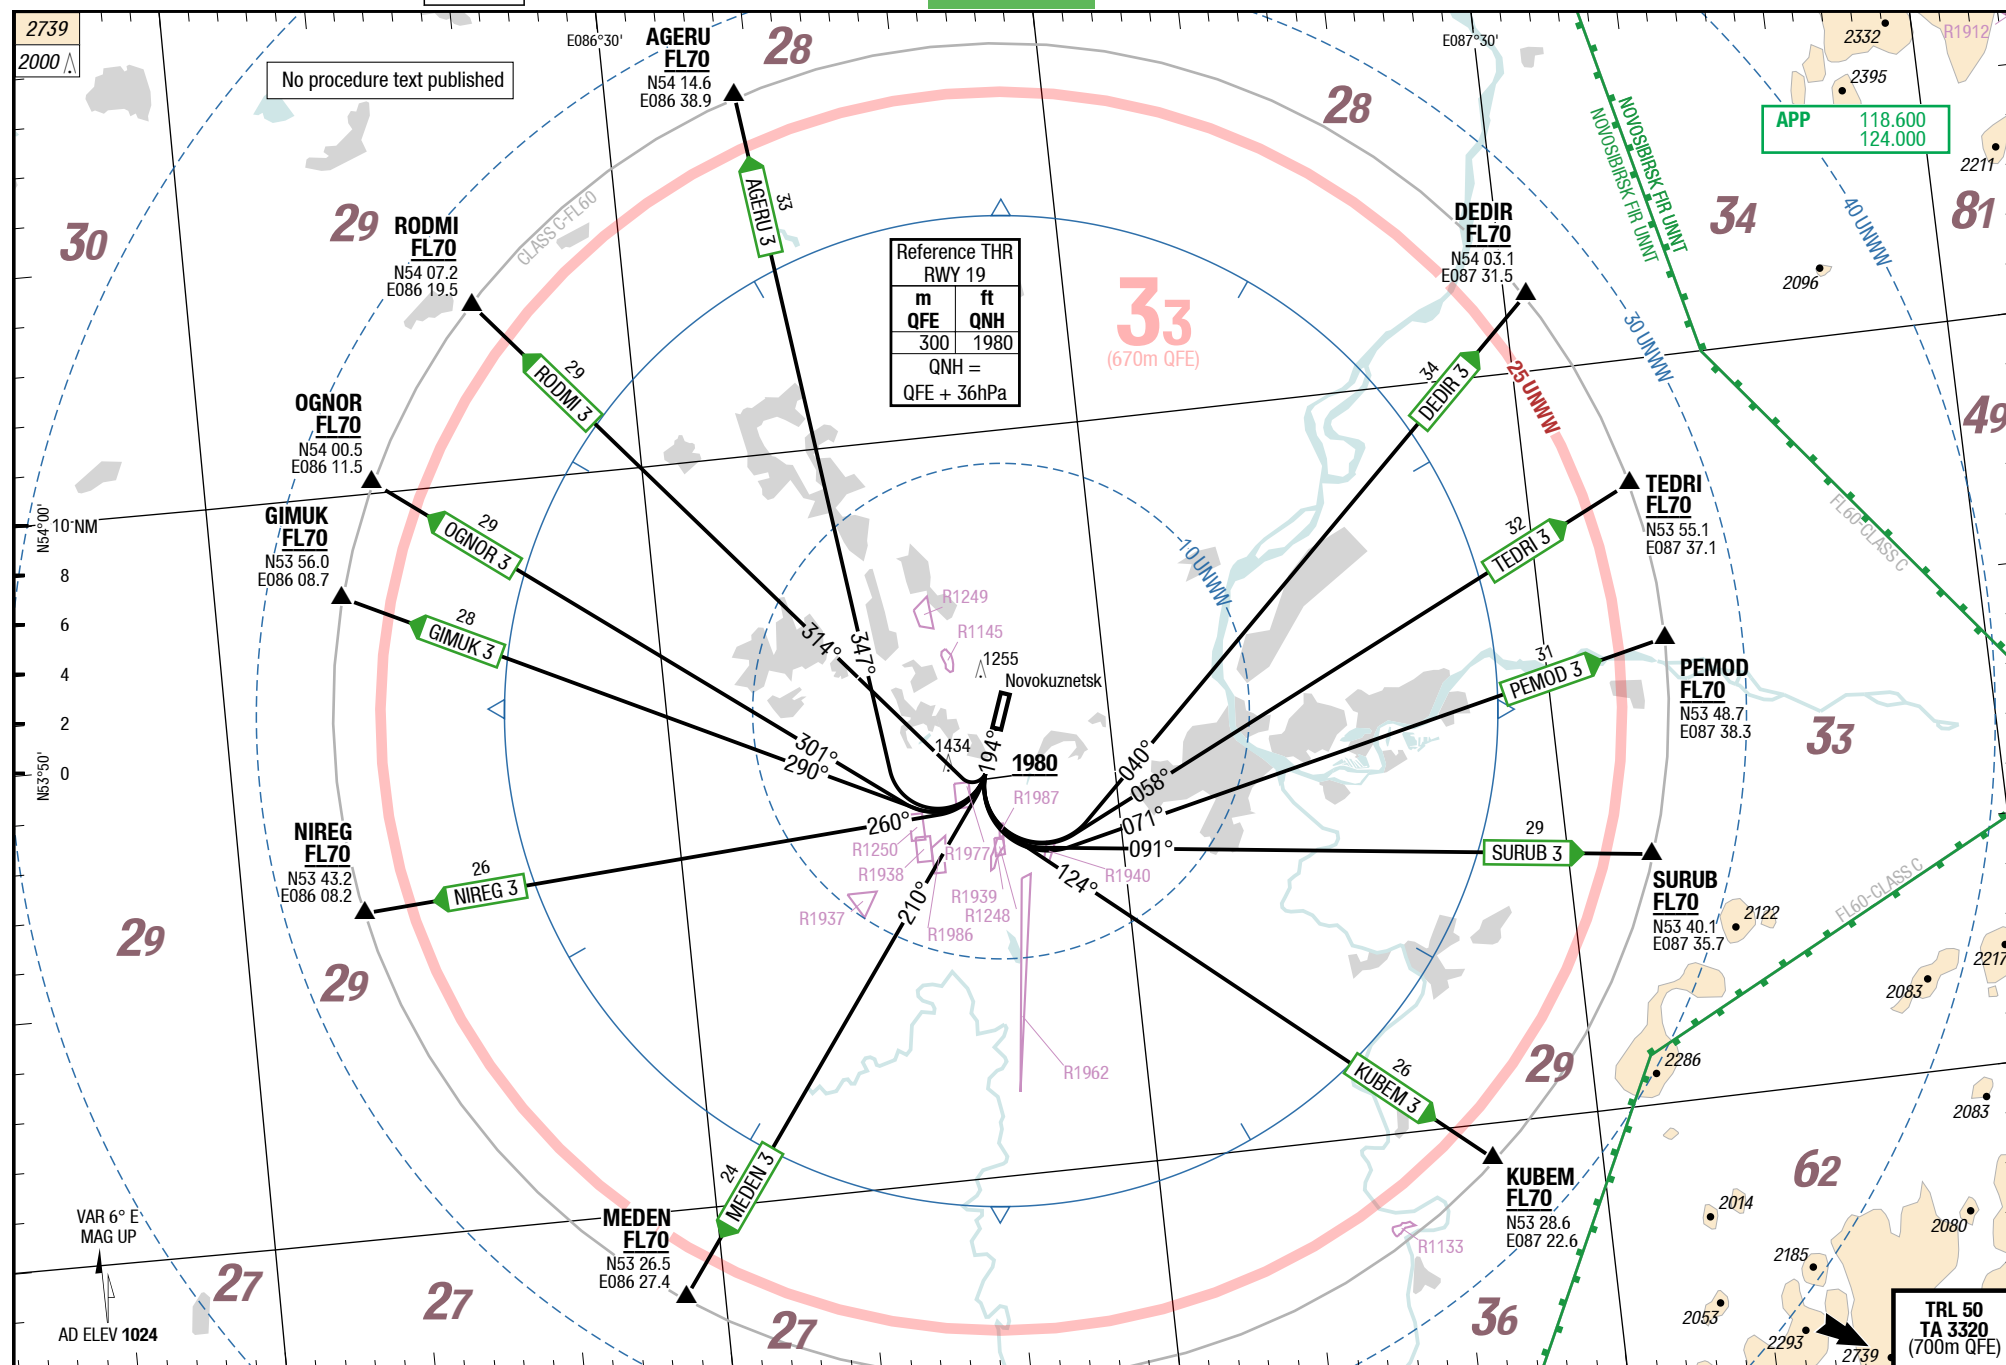 2739
2000
No procedure text published
E086°30'
E087°30'
AGERU
FL70
N54 14.6
E086 38.9
28
28
2332
R1912
2395
2211
APP 118.600
124.000
NOVOSIBIRSK FIR UNNT
NOVOSIBIRSK FIR UNNT
30
29
34
81
40 UNWW
CLASS C-FL60
33
AGERU 3
RODMI
FL70
N54 07.2
E086 19.5
DEDIR
FL70
N54 03.1
E087 31.5
2096
Reference THR
RWY 19
m ft
QFE QNH
300 1980
QNH =
QFE + 36hPa
33
(670m QFE)
30 UNWW
25 UNWW
29
RODMI 3
34
DEDIR 3
49
OGNOR
FL70
N54 00.5
E086 11.5
TEDRI
FL70
N53 55.1
E087 37.1
FL60-CLASS C
N54°00'
10 NM
8
6
4
2
0
N53°50'
GIMUK
FL70
N53 56.0
E086 08.7
29
OGNOR 3
28
GIMUK 3
32
TEDRI 3
10 UNWW
R1249
R1145
1255
Novokuznetsk
314°
347°
31
PEMOD 3
PEMOD
FL70
N53 48.7
E087 38.3
33
301°
290°
1434
194°
1980
040°
058°
071°
091°
124°
260°
210°
R1987
R1250
R1938
R1977
R1939
R1248
R1940
R1937
R1986
R1962
NIREG
FL70
N53 43.2
E086 08.2
26
NIREG 3
29
SURUB 3
SURUB
FL70
N53 40.1
E087 35.7
2122
FL60-CLASS C
2217
2083
29
29
29
2286
2083
26
KUBEM 3
24
MEDEN 3
62
KUBEM
FL70
N53 28.6
E087 22.6
R1133
2014
2080
2185
MEDEN
FL70
N53 26.5
E086 27.4
VAR 6° E
MAG UP
AD ELEV 1024
27
27
27
36
2053
2293
2739
TRL 50
TA 3320
(700m QFE)